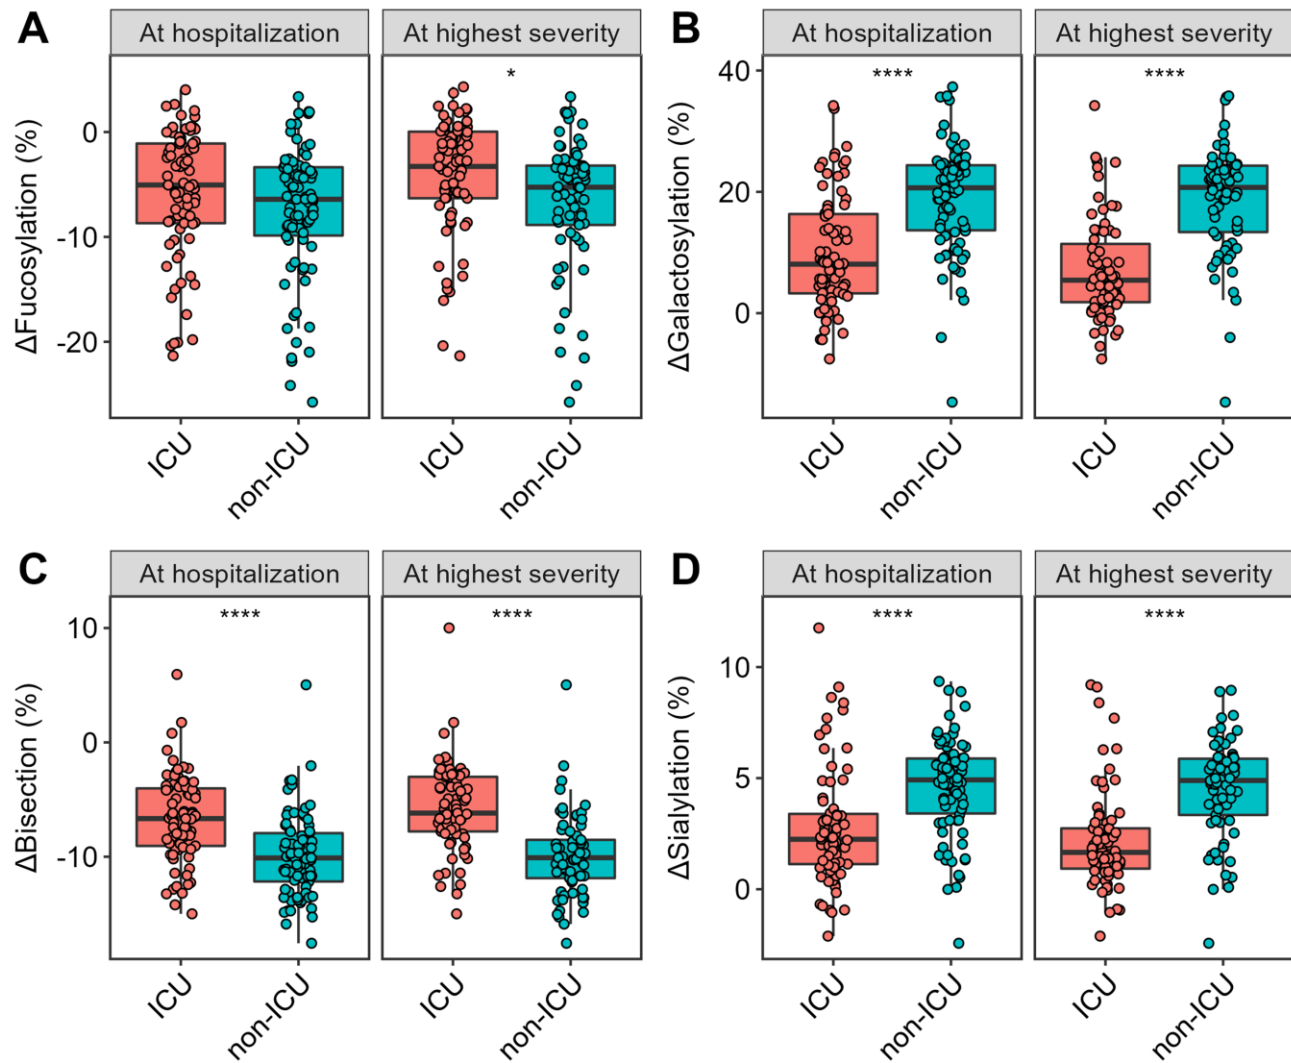 A
At hospitalization
At highest severity
*
ΔFucosylation (%)
0
-10
-20
ICU
non-ICU
ICU
non-ICU
B
At hospitalization
At highest severity
****
****
ΔGalactosylation (%)
40
20
0
ICU
non-ICU
ICU
non-ICU
C
At hospitalization
At highest severity
****
****
ΔBisection (%)
10
0
-10
ICU
non-ICU
ICU
non-ICU
D
At hospitalization
At highest severity
****
****
ΔSialylation (%)
10
5
0
ICU
non-ICU
ICU
non-ICU